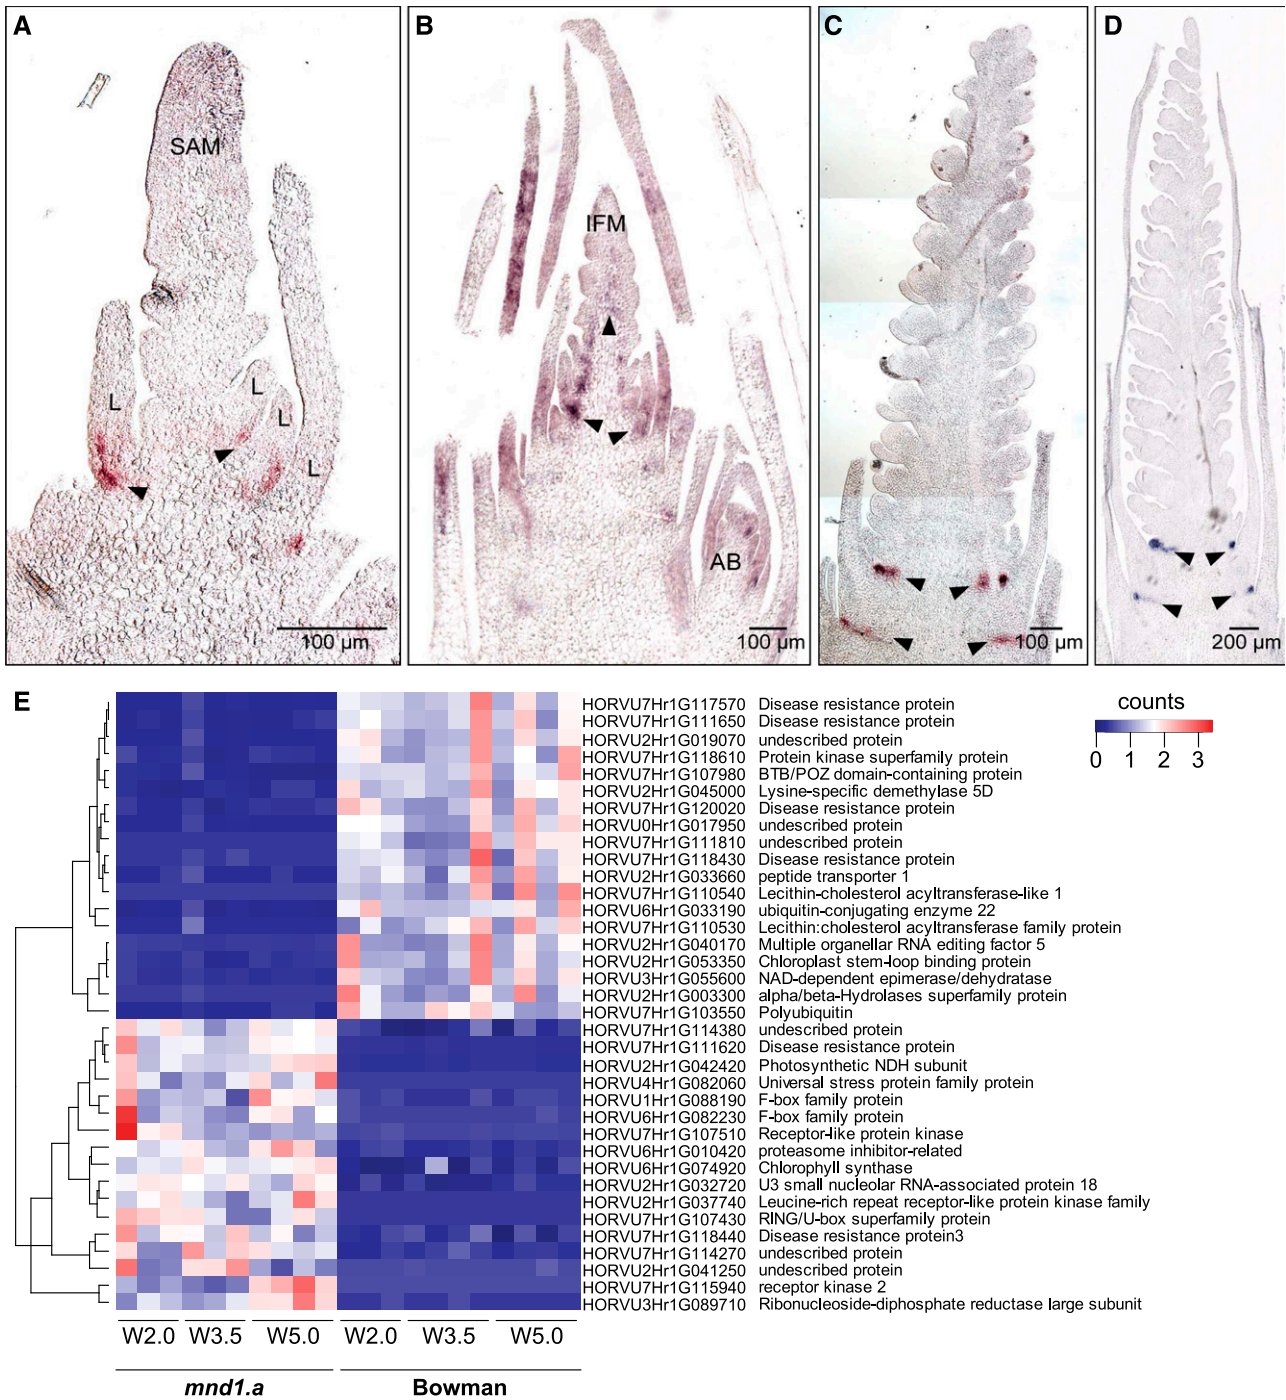 A
SAM
L
L
L
L
100 µm
B
IFM
AB
100 µm
C
100 µm
D
200 µm
E
counts
0 1 2 3
HORVU7Hr1G117570 Disease resistance protein
HORVU7Hr1G111650 Disease resistance protein
HORVU2Hr1G019070 undescribed protein
HORVU7Hr1G118610 Protein kinase superfamily protein
HORVU7Hr1G107980 BTB/POZ domain-containing protein
HORVU2Hr1G045000 Lysine-specific demethylase 5D
HORVU7Hr1G120020 Disease resistance protein
HORVU0Hr1G017950 undescribed protein
HORVU7Hr1G111810 undescribed protein
HORVU7Hr1G118430 Disease resistance protein
HORVU2Hr1G033660 peptide transporter 1
HORVU7Hr1G110540 Lecithin-cholesterol acyltransferase-like 1
HORVU6Hr1G033190 ubiquitin-conjugating enzyme 22
HORVU7Hr1G110530 Lecithin:cholesterol acyltransferase family protein
HORVU2Hr1G040170 Multiple organellar RNA editing factor 5
HORVU2Hr1G053350 Chloroplast stem-loop binding protein
HORVU3Hr1G055600 NAD-dependent epimerase/dehydratase
HORVU2Hr1G003300 alpha/beta-Hydrolases superfamily protein
HORVU7Hr1G103550 Polyubiquitin
HORVU7Hr1G114380 undescribed protein
HORVU7Hr1G111620 Disease resistance protein
HORVU2Hr1G042420 Photosynthetic NDH subunit
HORVU4Hr1G082060 Universal stress protein family protein
HORVU1Hr1G088190 F-box family protein
HORVU6Hr1G082230 F-box family protein
HORVU7Hr1G107510 Receptor-like protein kinase
HORVU6Hr1G010420 proteasome inhibitor-related
HORVU6Hr1G074920 Chlorophyll synthase
HORVU2Hr1G032720 U3 small nucleolar RNA-associated protein 18
HORVU2Hr1G037740 Leucine-rich repeat receptor-like protein kinase family
HORVU7Hr1G107430 RING/U-box superfamily protein
HORVU7Hr1G118440 Disease resistance protein3
HORVU7Hr1G114270 undescribed protein
HORVU2Hr1G041250 undescribed protein
HORVU7Hr1G115940 receptor kinase 2
HORVU3Hr1G089710 Ribonucleoside-diphosphate reductase large subunit
W2.0 W3.5 W5.0 W2.0 W3.5 W5.0
mnd1.a Bowman